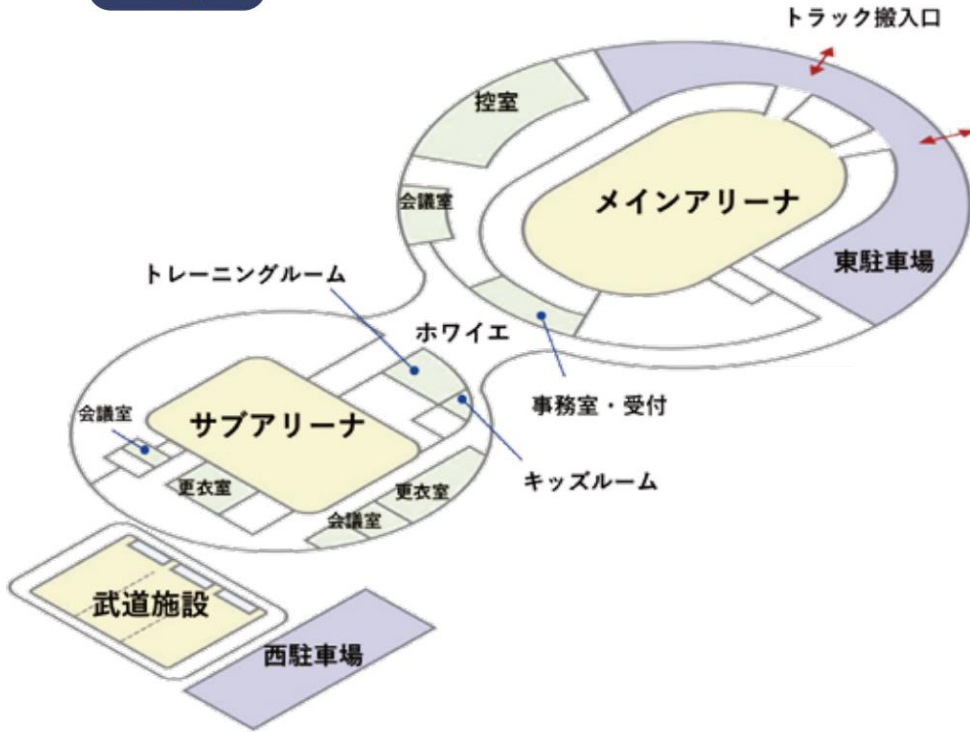 トラック搬入口
控室
メインアリーナ
会議室
東駐車場
トレーニングルーム
ホワイエ
事務室・受付
サブアリーナ
会議室
キッズルーム
更衣室
更衣室
会議室
武道施設
西駐車場